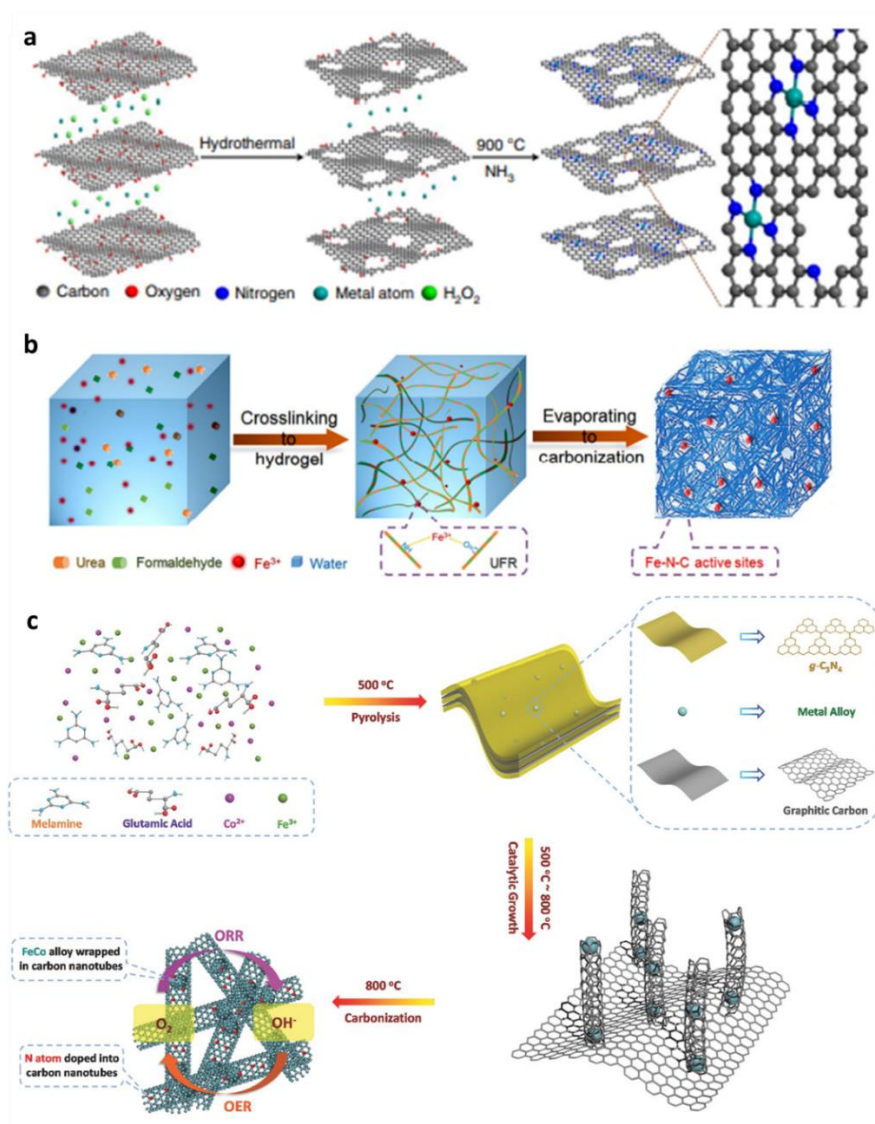 a
Hydrothermal
900 °C
NH₃
Carbon Oxygen Nitrogen Metal atom H₂O₂
b
Crosslinking
to
hydrogel
Evaporating
to
carbonization
Fe³⁺
NH
O
UFR
Urea Formaldehyde Fe³⁺ Water
Fe-N-C active sites
c
500 °C
Pyrolysis
g-C₃N₄
Metal Alloy
Graphitic Carbon
Melamine Glutamic Acid Co²⁺ Fe³⁺
500 °C ~ 800 °C
Catalytic Growth
FeCo alloy wrapped
in carbon nanotubes
ORR
O₂
OH⁻
OER
N atom doped into
carbon nanotubes
800 °C
Carbonization